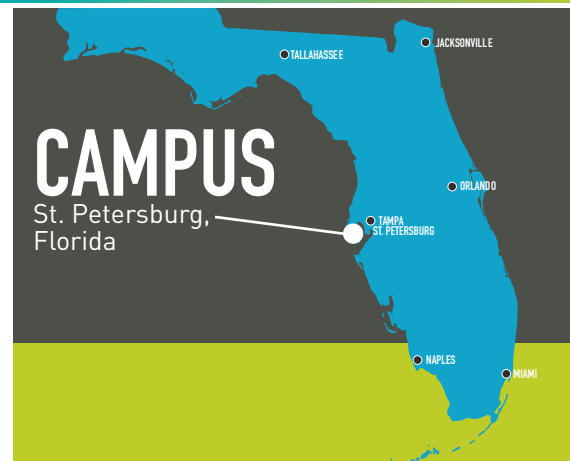 JACKSONVILLE
TALLAHASSEE
CAMPUS
St. Petersburg,
Florida
ORLANDO
TAMPA
ST. PETERSBURG
NAPLES
MIAMI